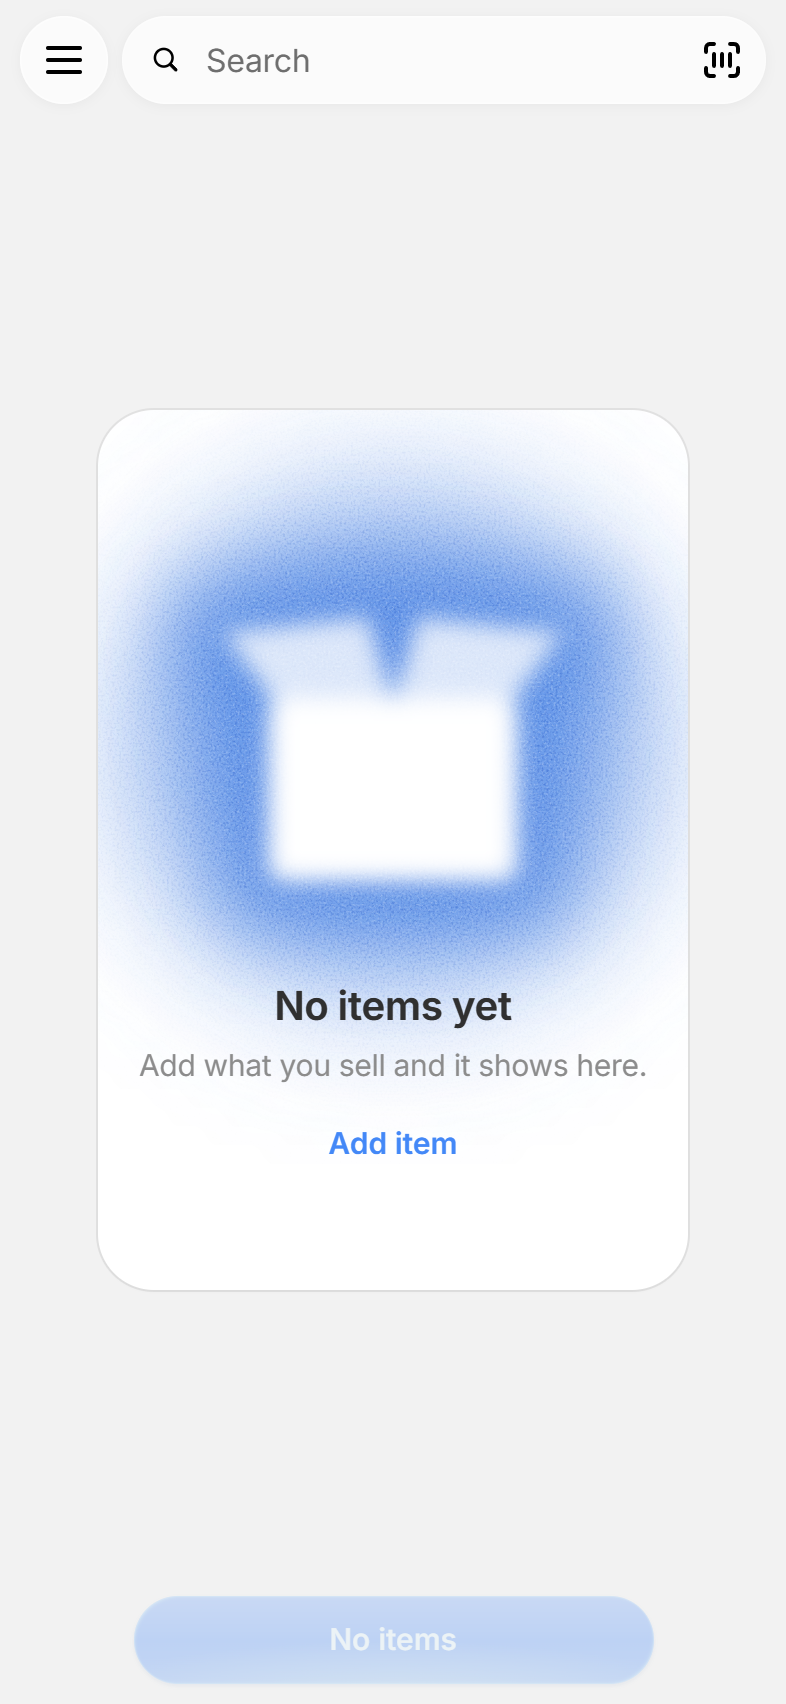 Search
No items yet
Add what you sell and it shows here.
Add item
No items